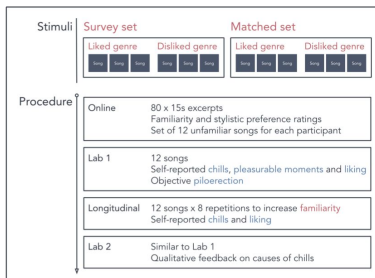 Stimuli
Survey set
Matched set
Liked genre
Disliked genre
Liked genre
Disliked genre
Song Song Song Song Song Song Song Song Song Song Song Song
Procedure
Online
80 x 15s excerpts
Familiarity and stylistic preference ratings
Set of 12 unfamiliar songs for each participant
Lab 1
12 songs
Self-reported chills, pleasurable moments and liking
Objective piloerection
Longitudinal
12 songs x 8 repetitions to increase familiarity
Self-reported chills and liking
Lab 2
Similar to Lab 1
Qualitative feedback on causes of chills